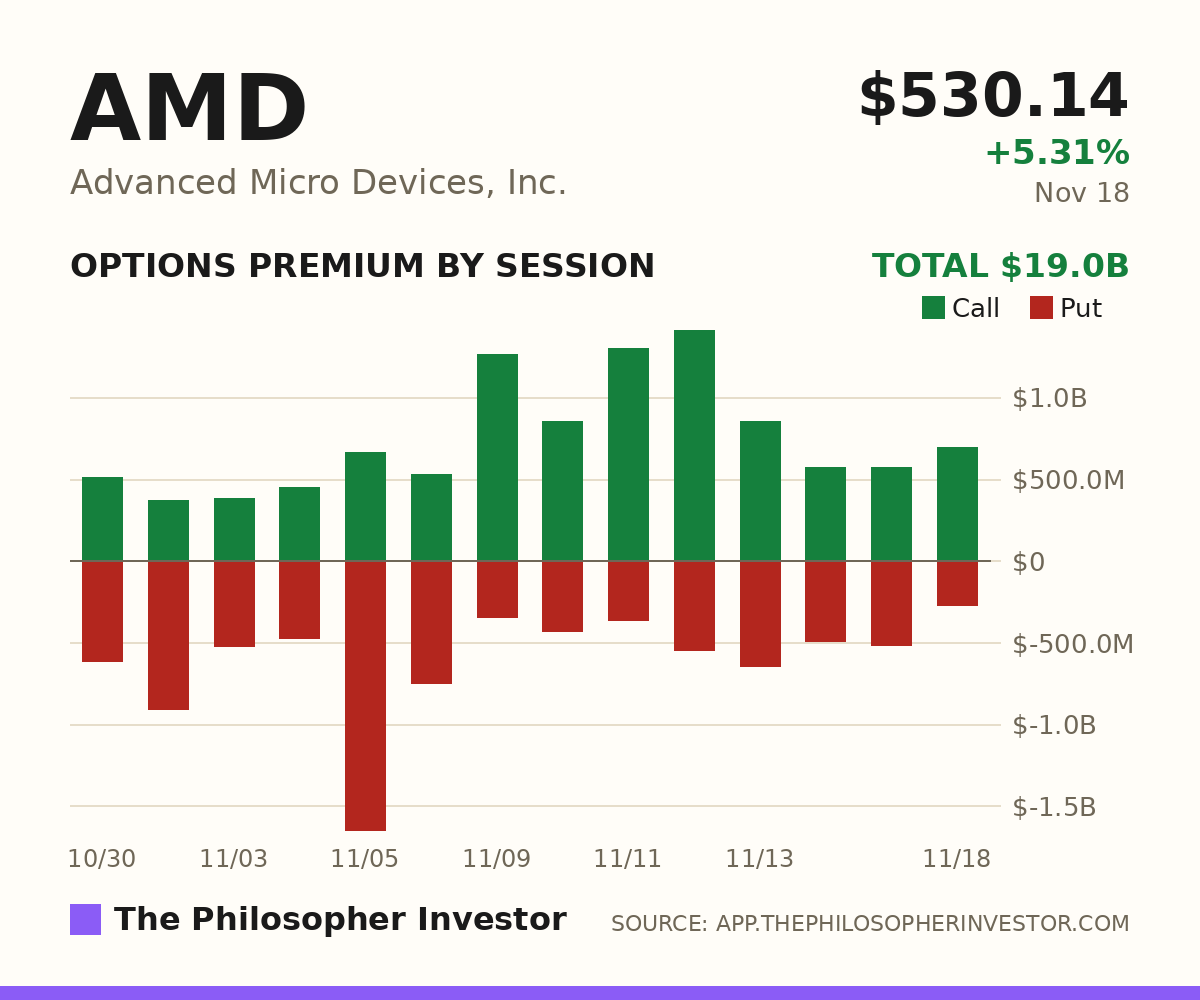 AMD
$530.14
Advanced Micro Devices, Inc.
+5.31%
Nov 18
OPTIONS PREMIUM BY SESSION
TOTAL $19.0B
Call Put
$1.0B
$500.0M
$0
$-500.0M
$-1.0B
$-1.5B
10/30 11/03 11/05 11/09 11/11 11/13 11/18
The Philosopher Investor
SOURCE: APP.THEPHILOSOPHERINVESTOR.COM